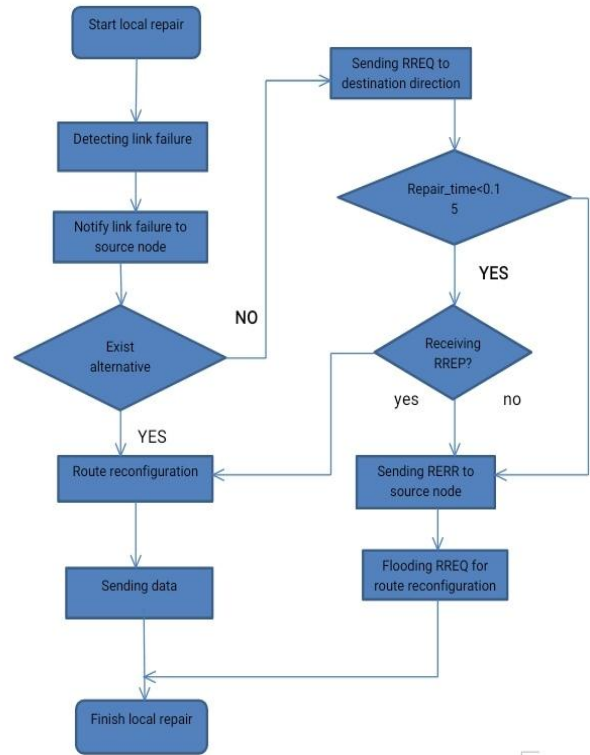 Start local repair
Detecting link failure
Notify link failure to
source node
Exist
alternative
NO
YES
Route reconfiguration
Sending data
Finish local repair
Sending RREQ to
destination direction
Repair_time<0.1
5
YES
Receiving
RREP?
yes
no
Sending RERR to
source node
Flooding RREQ for
route reconfiguration